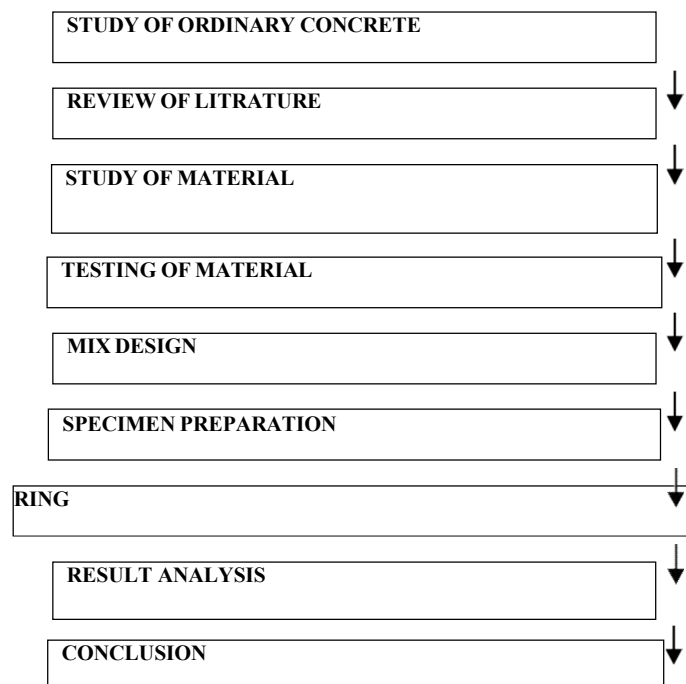 STUDY OF ORDINARY CONCRETE
REVIEW OF LITRATURE
STUDY OF MATERIAL
TESTING OF MATERIAL
MIX DESIGN
SPECIMEN PREPARATION
RING
RESULT ANALYSIS
CONCLUSION